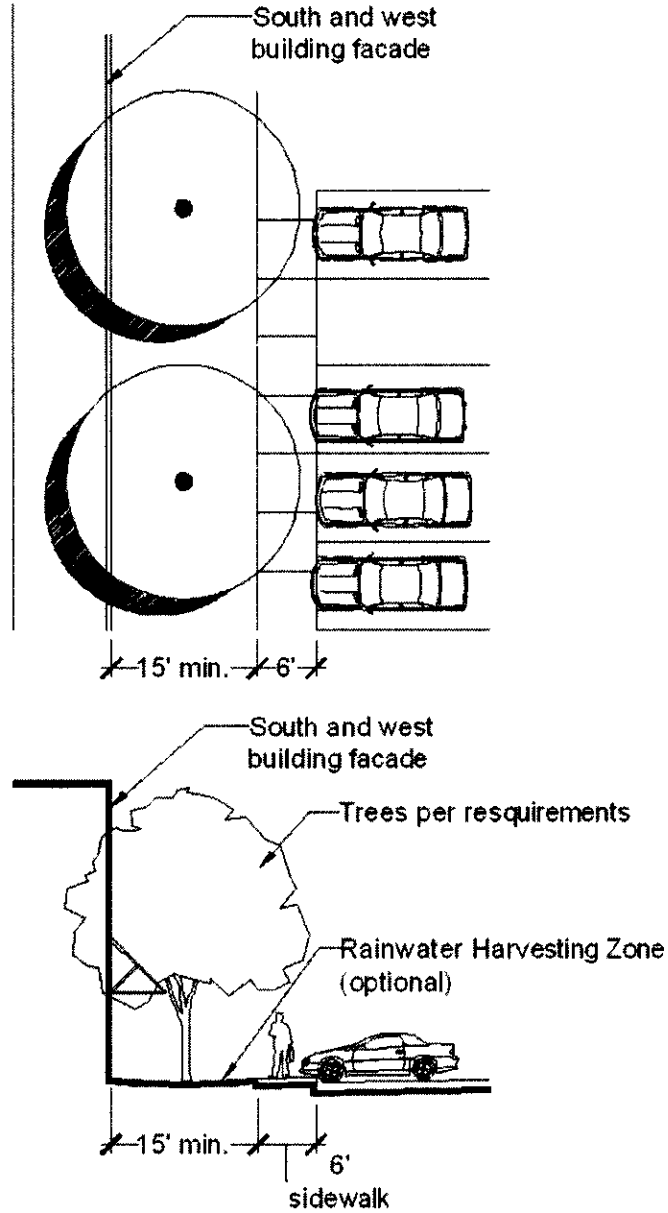 South and west
building facade
15' min.
6'
South and west
building facade
Trees per resquirements
Rainwater Harvesting Zone
(optional)
15' min.
6'
sidewalk